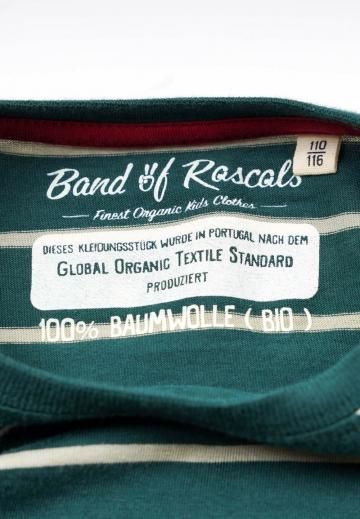 Band of Rascals
Finest Organic Kids Clothes
110
116
DIESES KLEIDUNGSSTÜCK WURDE IN PORTUGAL NACH DEM
GLOBAL ORGANIC TEXTILE STANDARD
PRODUZIERT
100% BAUMWOLLE ( BIO )